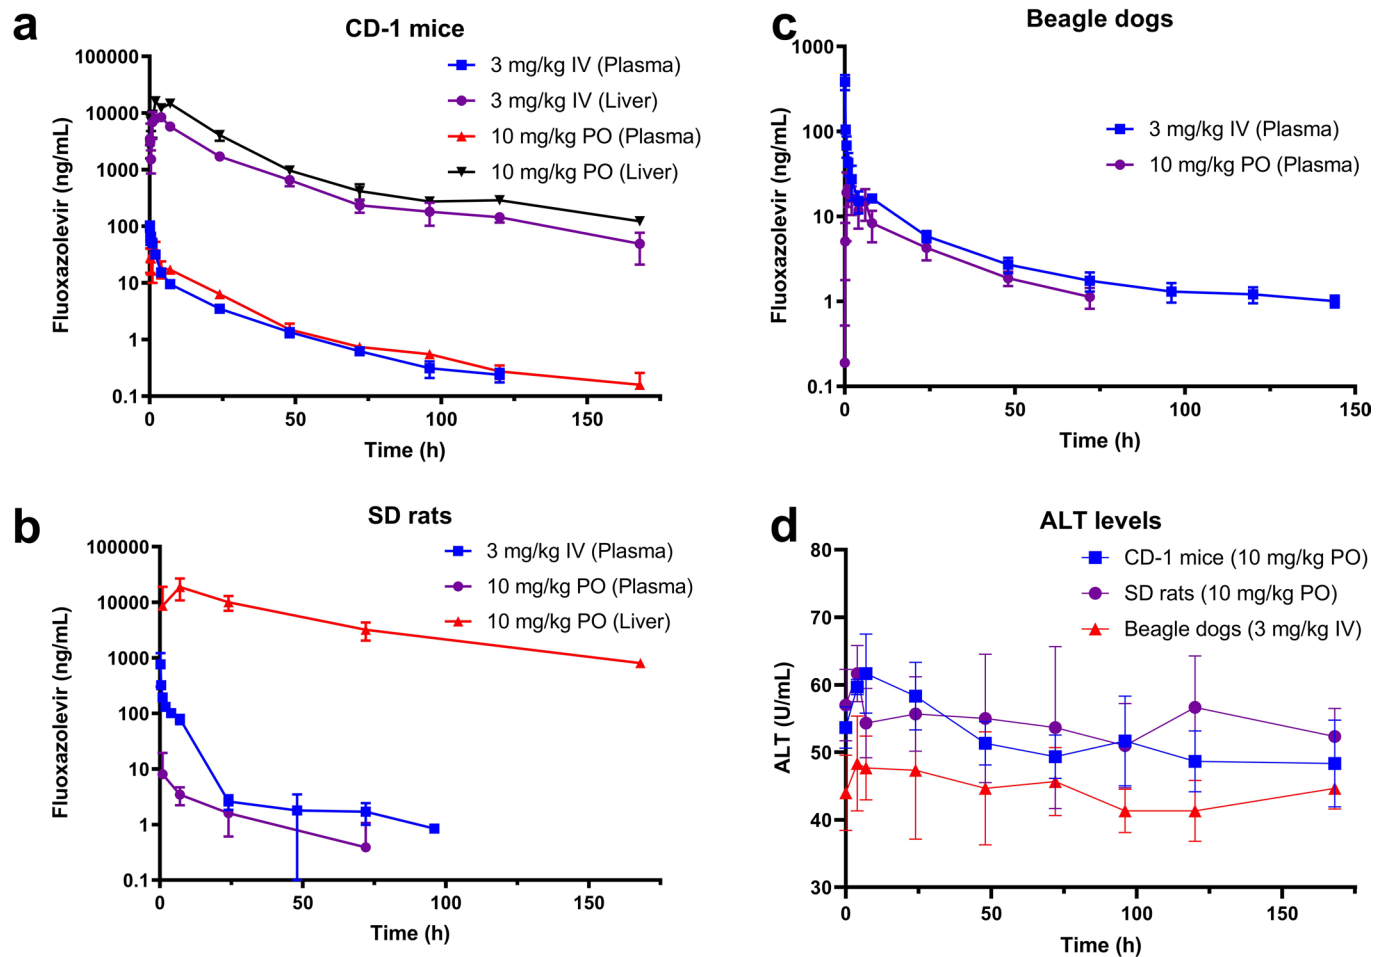 a
CD-1 mice
Fluoxazolevir (ng/mL)
100000
10000
1000
100
10
1
0.1
0
50
100
150
Time (h)
3 mg/kg IV (Plasma)
3 mg/kg IV (Liver)
10 mg/kg PO (Plasma)
10 mg/kg PO (Liver)
c
Beagle dogs
Fluoxazolevir (ng/mL)
1000
100
10
1
0.1
0
50
100
150
Time (h)
3 mg/kg IV (Plasma)
10 mg/kg PO (Plasma)
b
SD rats
Fluoxazolevir (ng/mL)
100000
10000
1000
100
10
1
0.1
0
50
100
150
Time (h)
3 mg/kg IV (Plasma)
10 mg/kg PO (Plasma)
10 mg/kg PO (Liver)
d
ALT levels
ALT (U/mL)
80
70
60
50
40
30
0
50
100
150
Time (h)
CD-1 mice (10 mg/kg PO)
SD rats (10 mg/kg PO)
Beagle dogs (3 mg/kg IV)